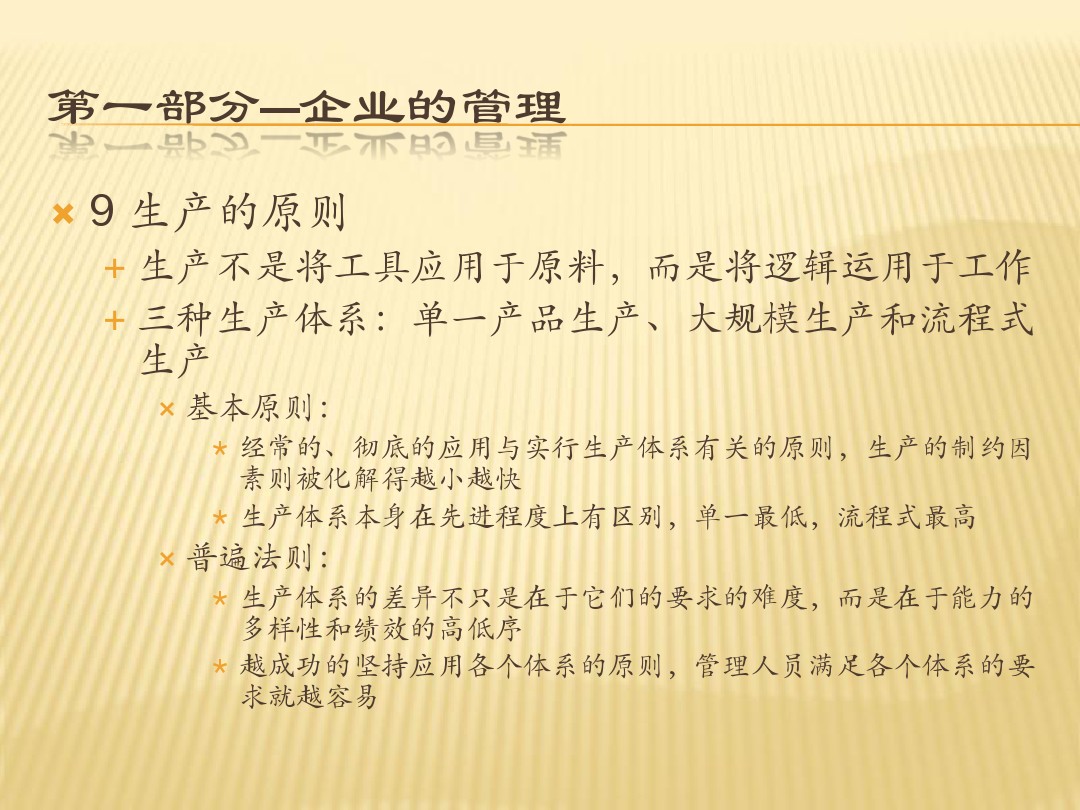 第一部分—企业的管理
9 生产的原则
生产不是将工具应用于原料，而是将逻辑运用于工作
三种生产体系：单一产品生产、大规模生产和流程式
生产
基本原则：
经常的、彻底的应用与实行生产体系有关的原则，生产的制约因
素则被化解得越小越快
生产体系本身在先进程度上有区别，单一最低，流程式最高
普遍法则：
生产体系的差异不只是在于它们的要求的难度，而是在于能力的
多样性和绩效的高低序
越成功的坚持应用各个体系的原则，管理人员满足各个体系的要
求就越容易